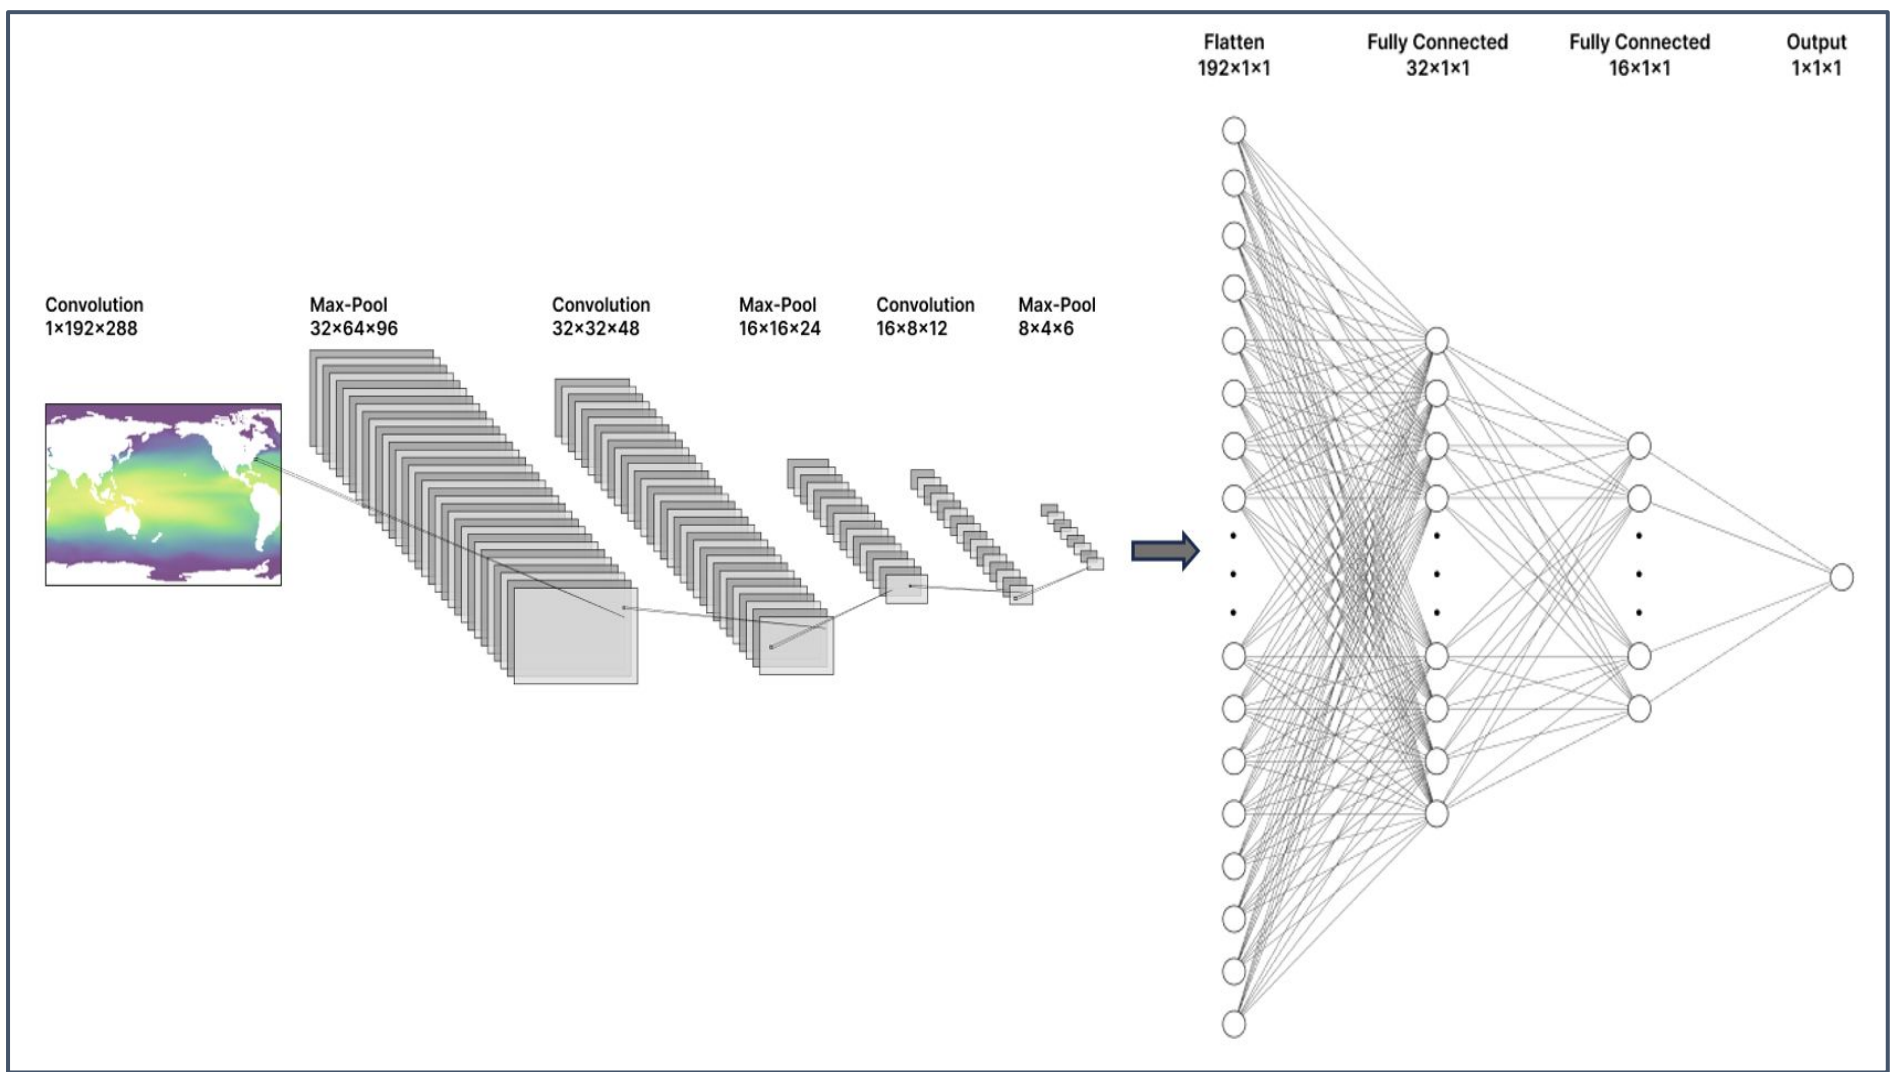 Flatten
192×1×1
Fully Connected
32×1×1
Fully Connected
16×1×1
Output
1×1×1
Convolution
1×192×288
Max-Pool
32×64×96
Convolution
32×32×48
Max-Pool
16×16×24
Convolution
16×8×12
Max-Pool
8×4×6